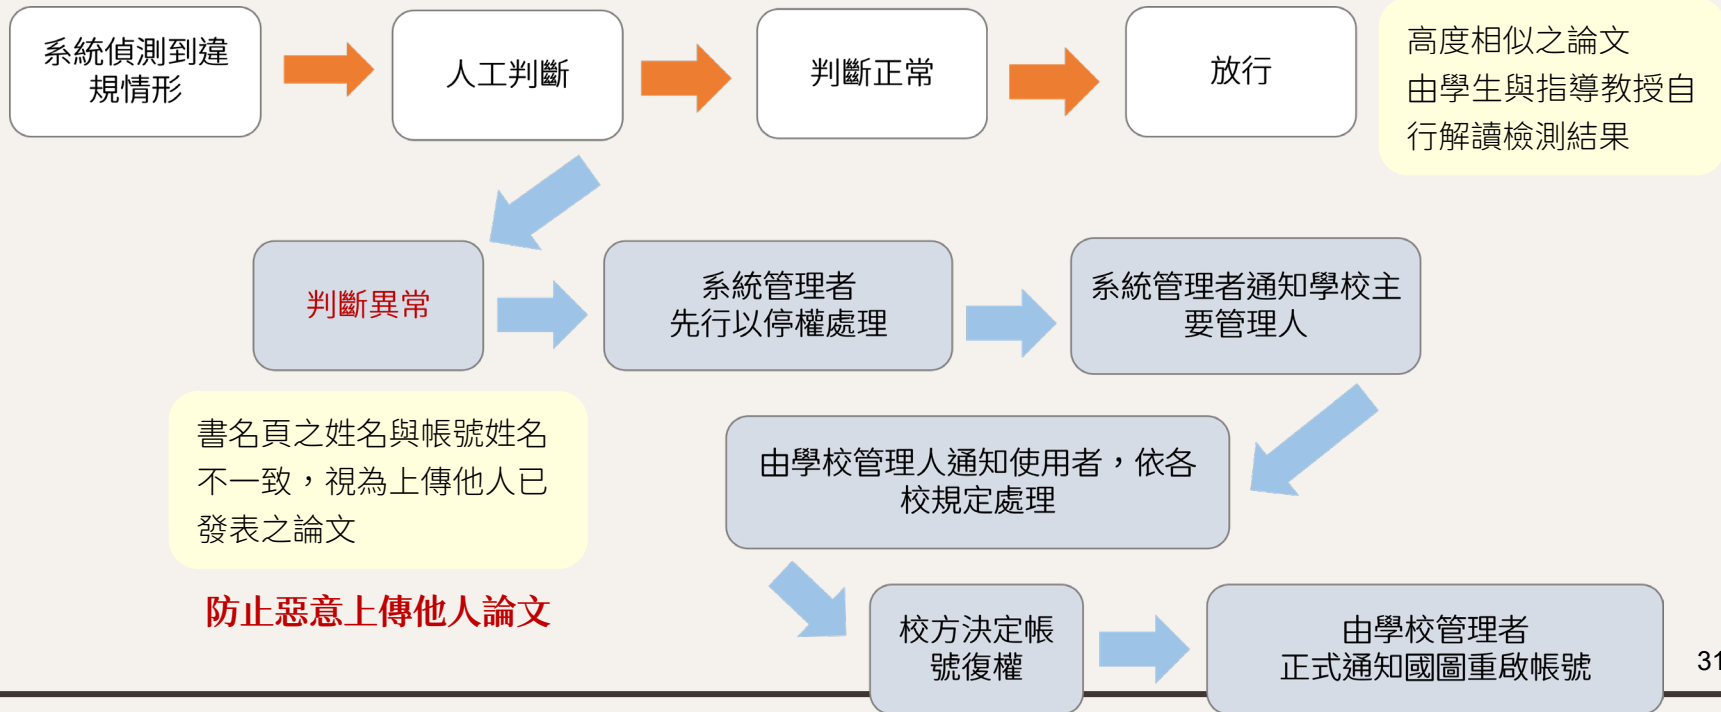 系統偵測到違
規情形
人工判斷
判斷正常
放行
高度相似之論文
由學生與指導教授自
行解讀檢測結果
判斷異常
系統管理者
先行以停權處理
系統管理者通知學校主
要管理人
書名頁之姓名與帳號姓名
不一致，視為上傳他人已
發表之論文
防止惡意上傳他人論文
由學校管理人通知使用者，依各
校規定處理
校方決定帳
號復權
由學校管理者
正式通知國圖重啟帳號
31